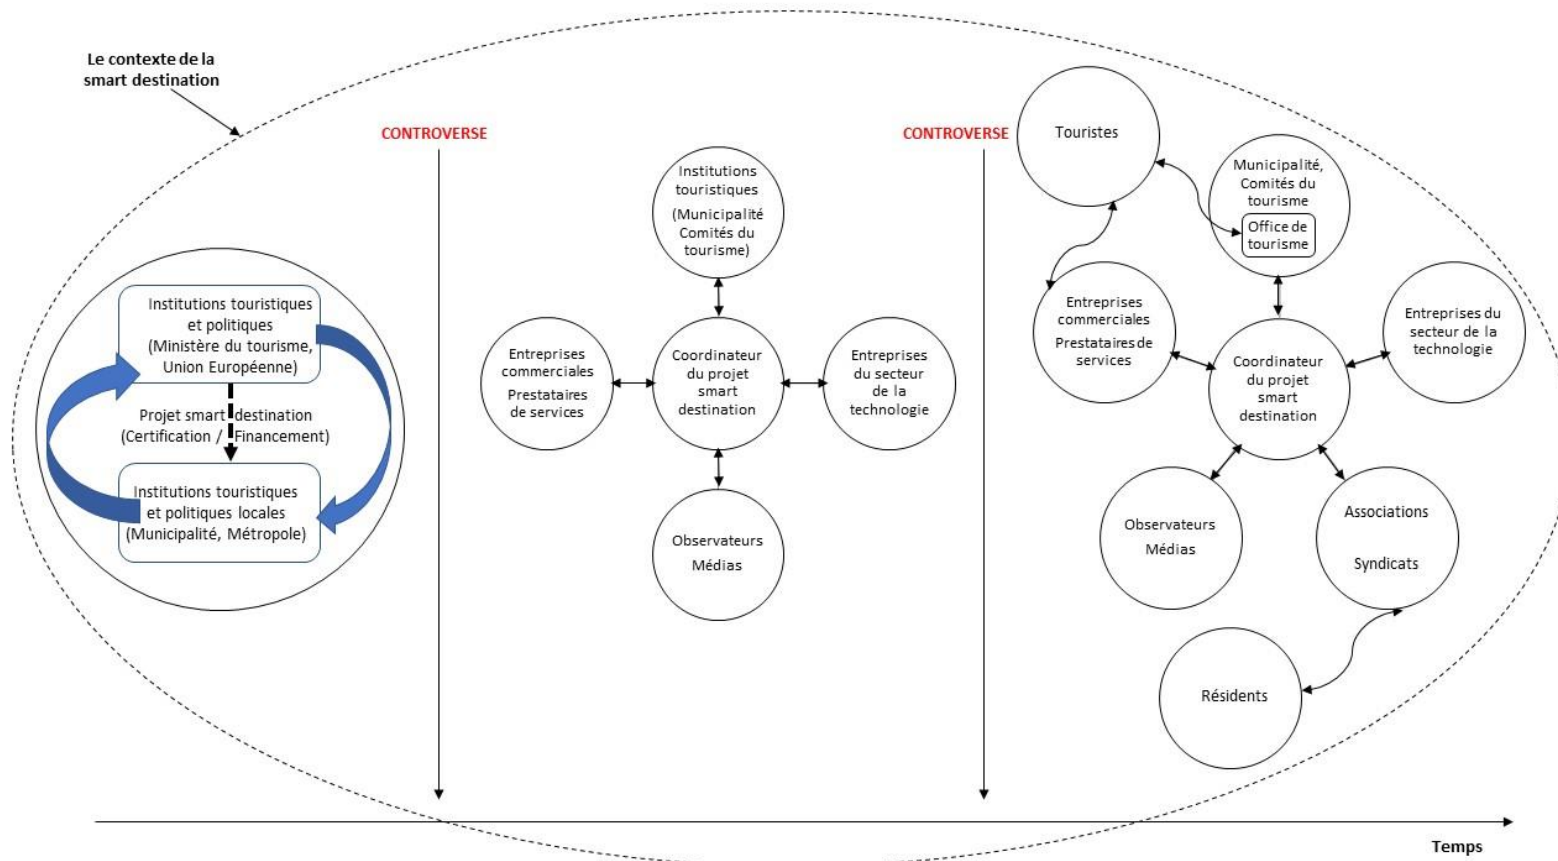 Le contexte de la
smart destination
CONTROVERSE
CONTROVERSE
Institutions touristiques
et politiques
(Ministère du tourisme,
Union Européenne)
Projet smart destination
(Certification / Financement)
Institutions touristiques
et politiques locales
(Municipalité, Métropole)
Institutions
touristiques
(Municipalité
Comités du
tourisme)
Entreprises
commerciales
Prestataires
de services
Coordinateur
du projet
smart
destination
Entreprises
du secteur
de la
technologie
Observateurs
Médias
Touristes
Municipalité,
Comités du
tourisme
Office de
tourisme
Entreprises
commerciales
Prestataires de
services
Coordinateur
du projet
smart
destination
Entreprises du
secteur de la
technologie
Observateurs
Médias
Associations
Syndicats
Résidents
Temps